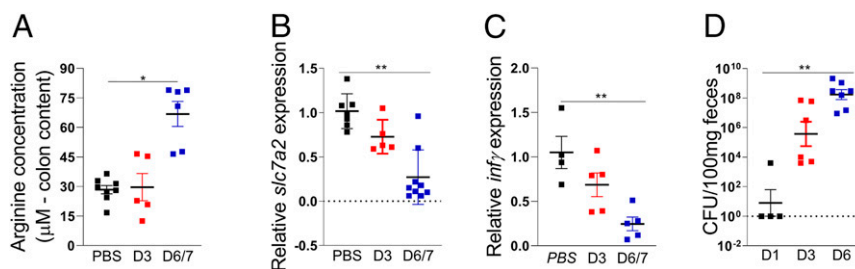 A
Arginine concentration
(μM - colon content)
90
75
60
45
30
15
0
*
PBS D3 D6/7
B
Relative slc7a2 expression
1.5
1.0
0.5
0.0
-0.5
**
PBS D3 D6/7
C
Relative infγ expression
2.0
1.5
1.0
0.5
0.0
**
PBS D3 D6/7
D
CFU/100mg feces
10^10
10^8
10^6
10^4
10^2
10^0
10^-2
**
D1 D3 D6